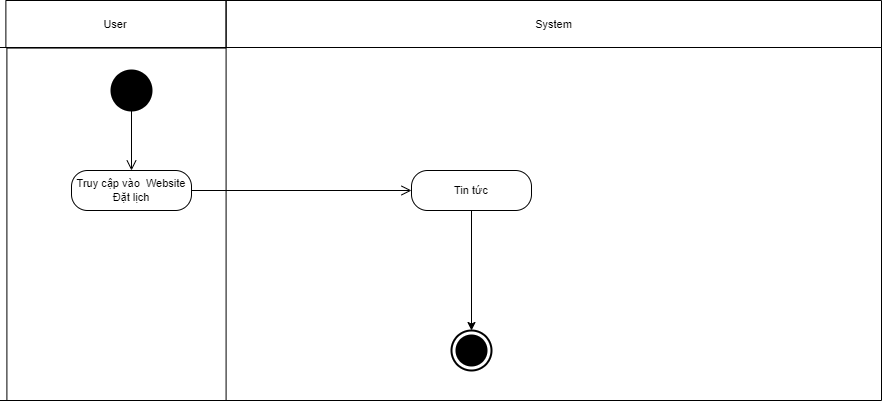 User
System
Truy cập vào Website
Đặt lịch
Tin tức